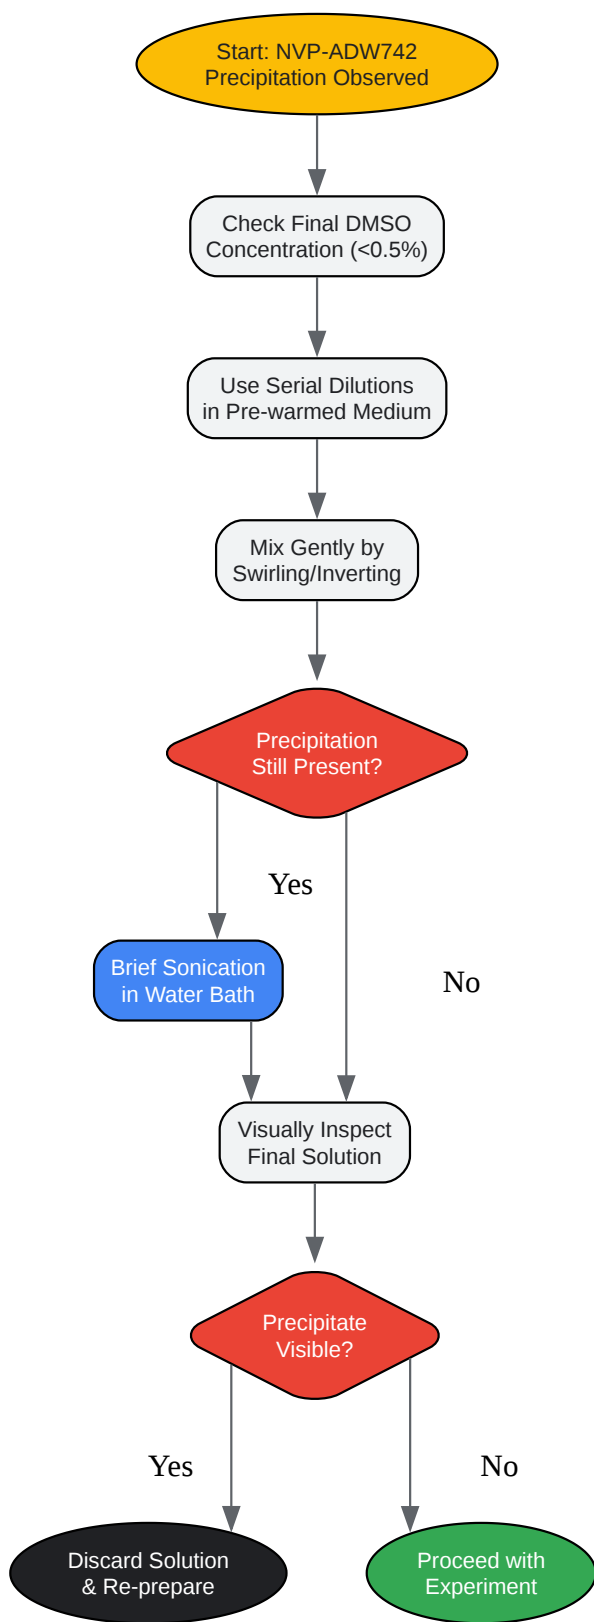 Start: NVP-ADW742
Precipitation Observed
Check Final DMSO
Concentration (<0.5%)
Use Serial Dilutions
in Pre-warmed Medium
Mix Gently by
Swirling/Inverting
Precipitation
Still Present?
Yes
Brief Sonication
in Water Bath
No
Visually Inspect
Final Solution
Precipitate
Visible?
Yes
No
Discard Solution
& Re-prepare
Proceed with
Experiment